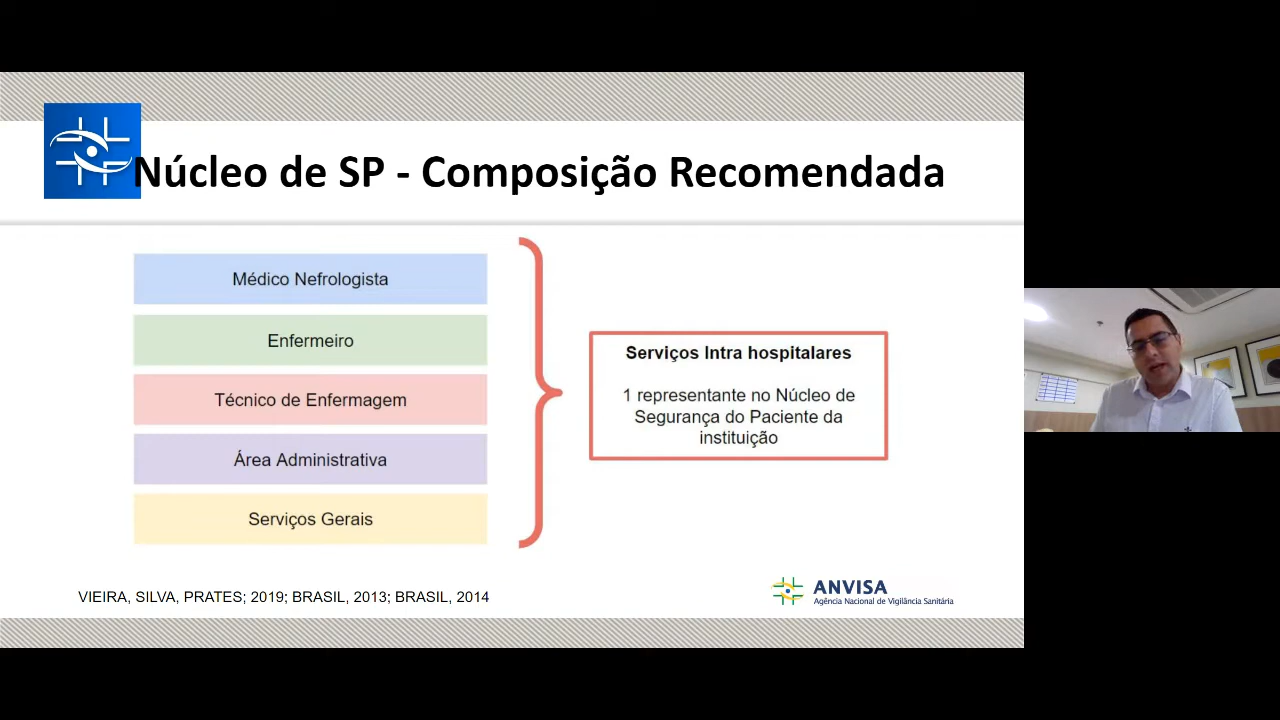 Núcleo de SP - Composição Recomendada
Médico Nefrologista
Enfermeiro
Técnico de Enfermagem
Área Administrativa
Serviços Gerais
Serviços Intra hospitalares
1 representante no Núcleo de
Segurança do Paciente da
instituição
VIEIRA, SILVA, PRATES; 2019; BRASIL, 2013; BRASIL, 2014
ANVISA
Agência Nacional de Vigilância Sanitária